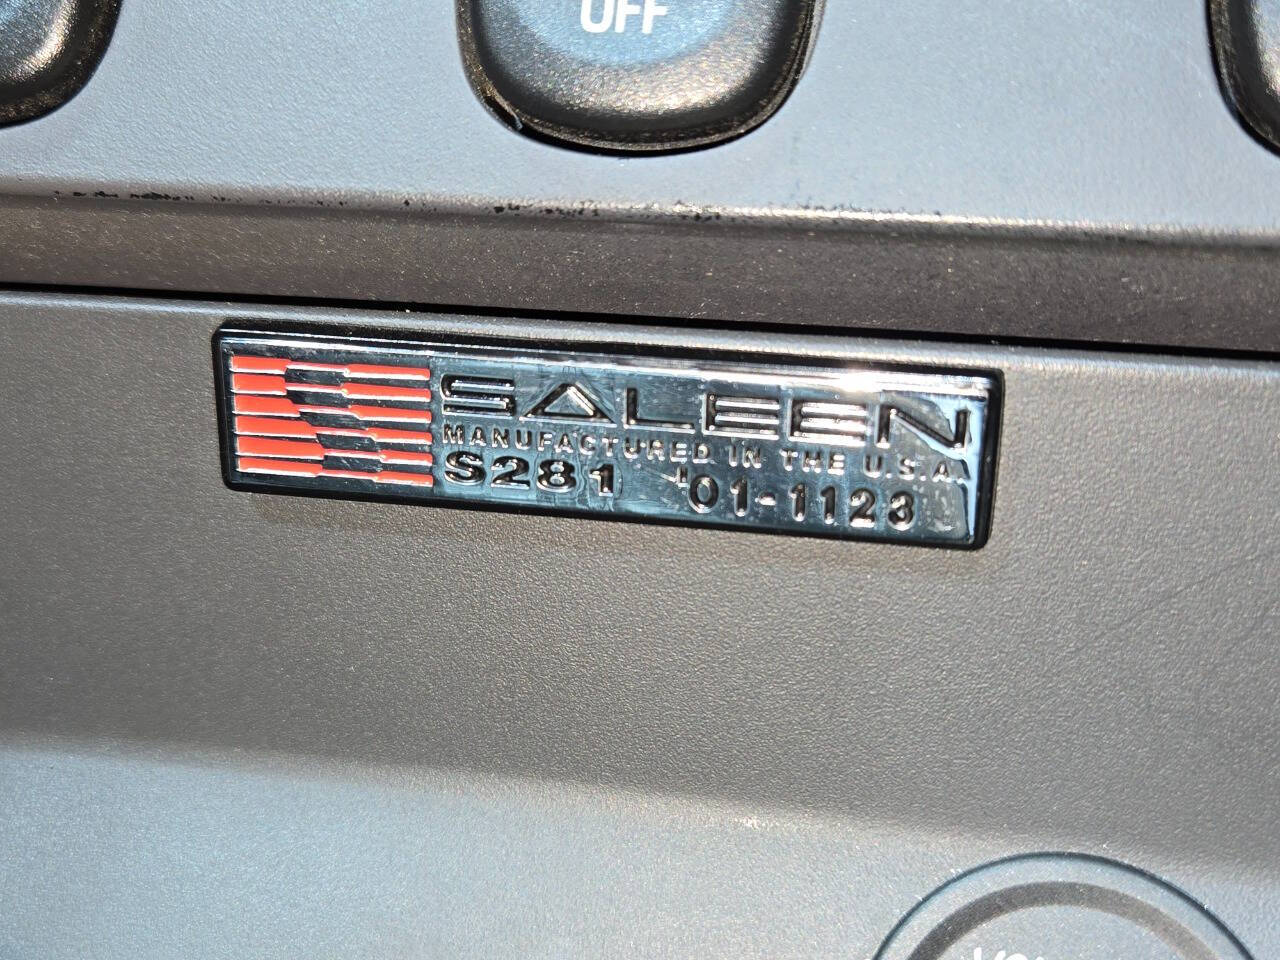 OFF
SALEEN
MANUFACTURED IN THE U.S.A.
S281 '01-1123